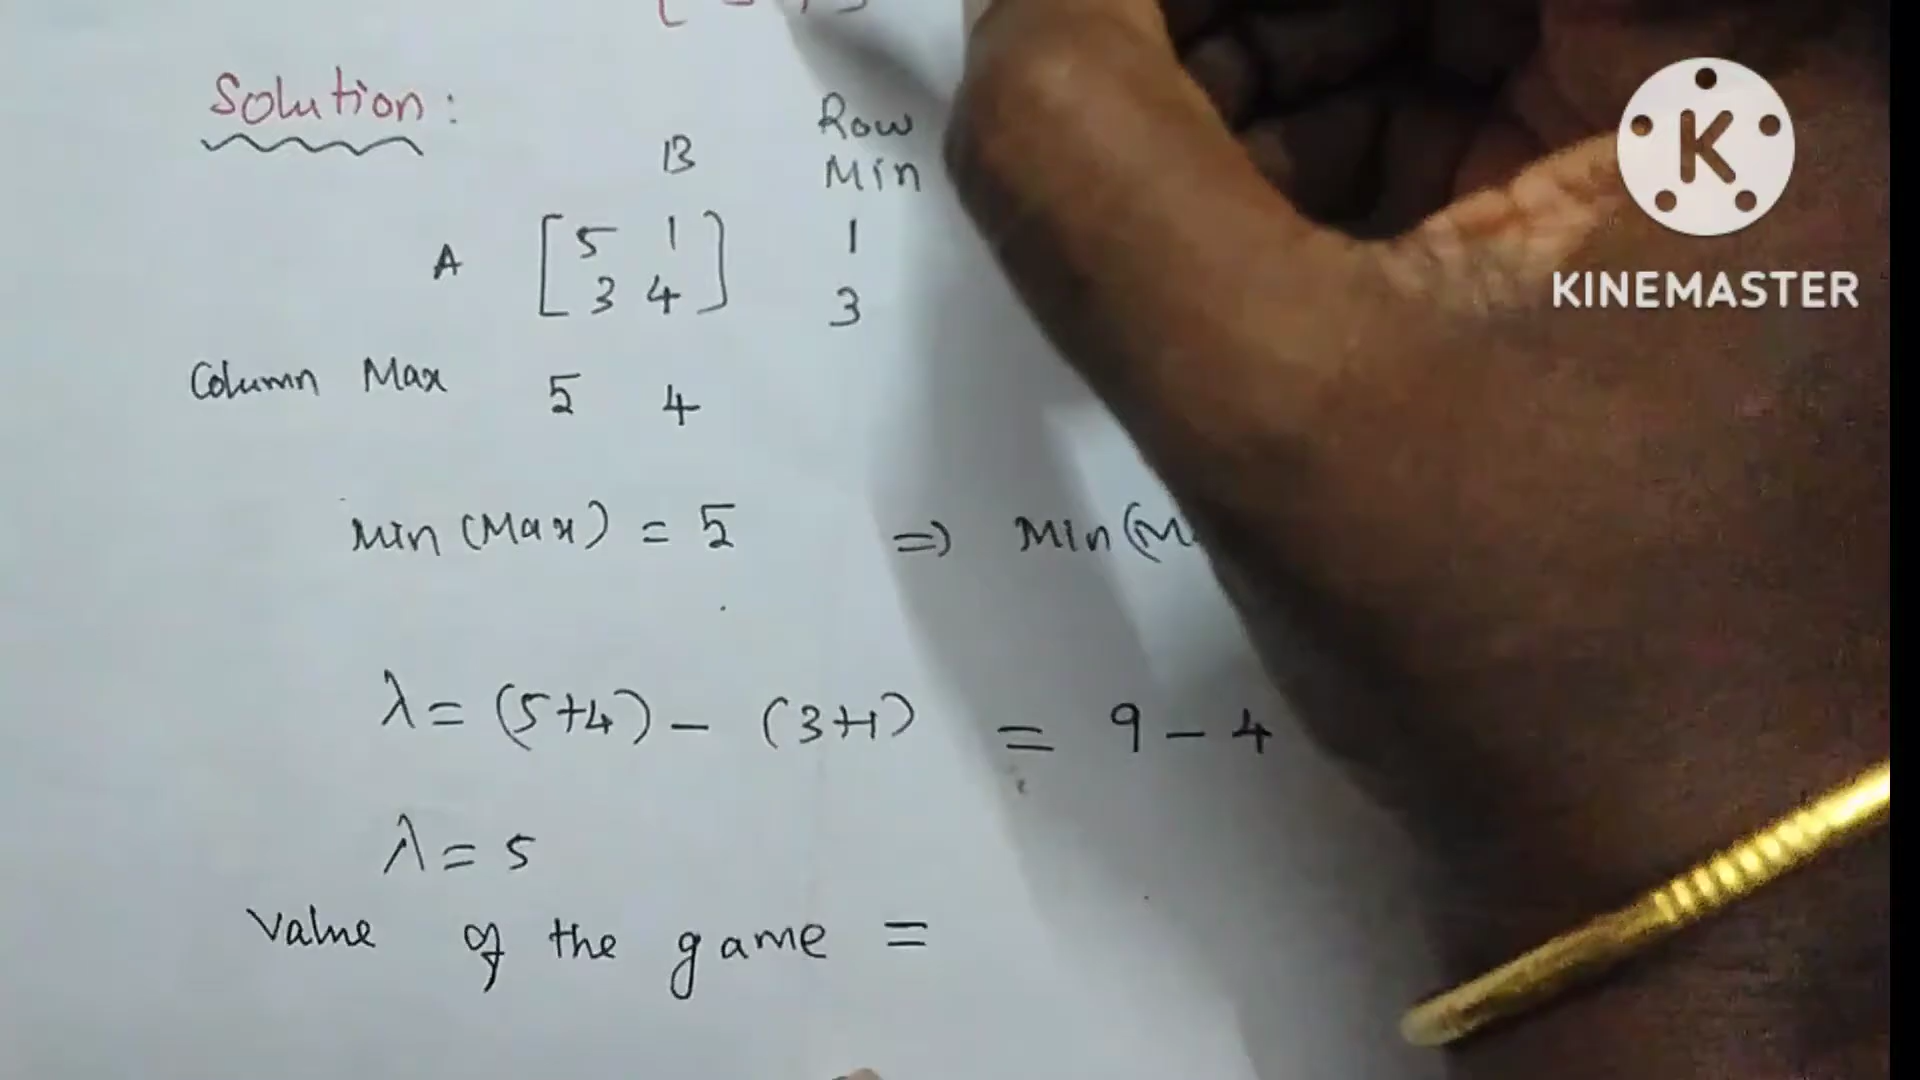 Solution:
B
Row
Min
A [5 1] 1
[3 4] 3
Column Max 5 4
Min (Max) = 5 => Min (M
λ = (5+4) - (3+1) = 9 - 4
λ = 5
Value of the game =
K
KINEMASTER